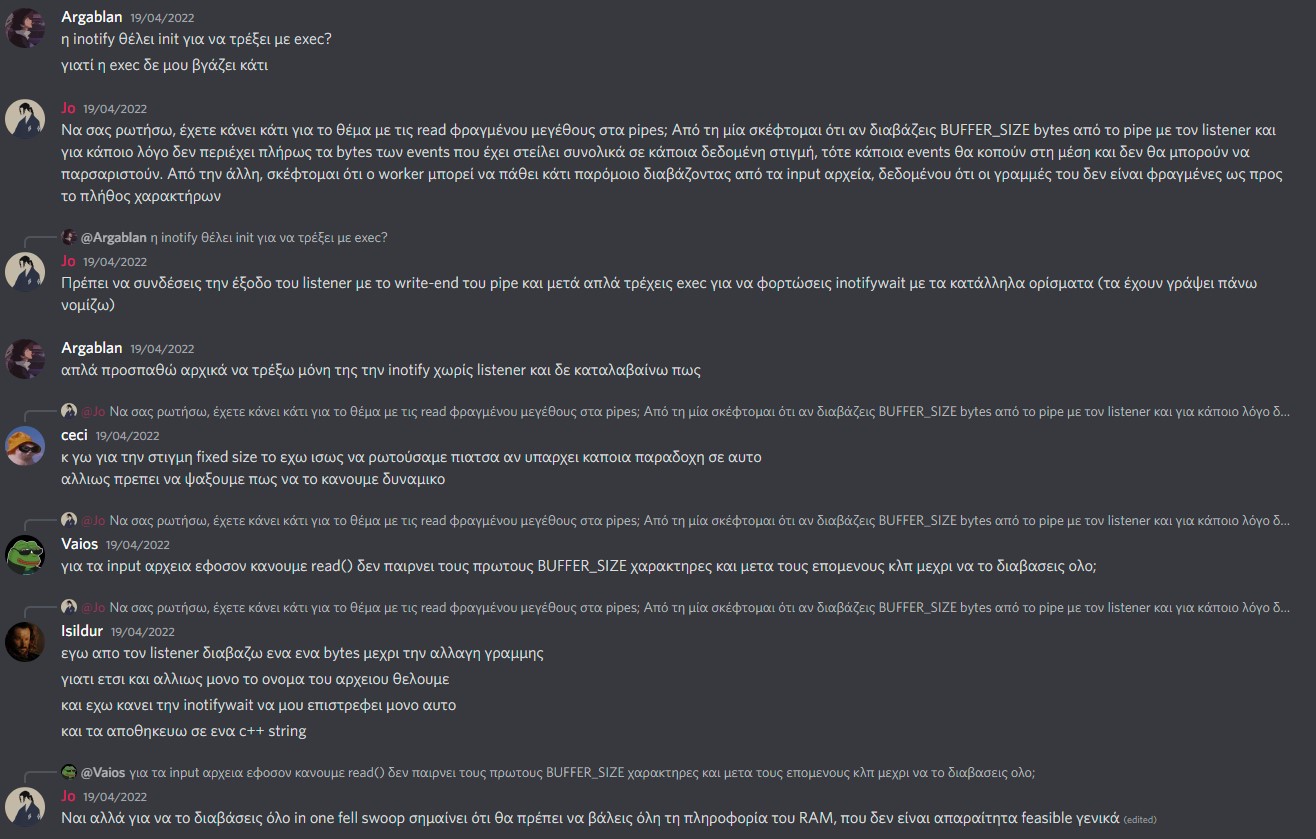 Argablan 19/04/2022
η inotify θέλει init για να τρέξει με exec?
γιατί η exec δε μου βγάζει κάτι
Jo 19/04/2022
Να σας ρωτήσω, έχετε κάνει κάτι για το θέμα με τις read φραγμένου μεγέθους στα pipes; Από τη μία σκέφτομαι ότι αν διαβάζεις BUFFER_SIZE bytes από το pipe με τον listener και
για κάποιο λόγο δεν περιέχει πλήρως τα bytes των events που έχει στείλει συνολικά σε κάποια δεδομένη στιγμή, τότε κάποια events θα κοπούν στη μέση και δεν θα μπορούν να
παρσαριστούν. Από την άλλη, σκέφτομαι ότι ο worker μπορεί να πάθει κάτι παρόμοιο διαβάζοντας από τα input αρχεία, δεδομένου ότι οι γραμμές του δεν είναι φραγμένες ως προς
το πλήθος χαρακτήρων
@Argablan η inotify θέλει init για να τρέξει με exec?
Jo 19/04/2022
Πρέπει να συνδέσεις την έξοδο του listener με το write-end του pipe και μετά απλά τρέχεις exec για να φορτώσεις inotifywait με τα κατάλληλα ορίσματα (τα έχουν γράψει πάνω
νομίζω)
Argablan 19/04/2022
απλά προσπαθώ αρχικά να τρέξω μόνη της την inotify χωρίς listener και δε καταλαβαίνω πως
@Jo Να σας ρωτήσω, έχετε κάνει κάτι για το θέμα με τις read φραγμένου μεγέθους στα pipes; Από τη μία σκέφτομαι ότι αν διαβάζεις BUFFER_SIZE bytes από το pipe με τον listener και για κάποιο λόγο δ...
ceci 19/04/2022
κ γω για την στιγμη fixed size το εχω ισως να ρωτούσαμε πιατσα αν υπαρχει καποια παραδοχη σε αυτο
αλλιως πρεπει να ψαξουμε πως να το κανουμε δυναμικο
@Jo Να σας ρωτήσω, έχετε κάνει κάτι για το θέμα με τις read φραγμένου μεγέθους στα pipes; Από τη μία σκέφτομαι ότι αν διαβάζεις BUFFER_SIZE bytes από το pipe με τον listener και για κάποιο λόγο δ...
Vaios 19/04/2022
για τα input αρχεια εφοσον κανουμε read() δεν παιρνει τους πρωτους BUFFER_SIZE χαρακτηρες και μετα τους επομενους κλπ μεχρι να το διαβασεις ολο;
@Jo Να σας ρωτήσω, έχετε κάνει κάτι για το θέμα με τις read φραγμένου μεγέθους στα pipes; Από τη μία σκέφτομαι ότι αν διαβάζεις BUFFER_SIZE bytes από το pipe με τον listener και για κάποιο λόγο δ...
Isildur 19/04/2022
εγω απο τον listener διαβαζω ενα ενα bytes μεχρι την αλλαγη γραμμης
γιατι ετσι και αλλιως μονο το ονομα του αρχειου θελουμε
και εχω κανει την inotifywait να μου επιστρεφει μονο αυτο
και τα αποθηκευω σε ενα c++ string
@Vaios για τα input αρχεια εφοσον κανουμε read() δεν παιρνει τους πρωτους BUFFER_SIZE χαρακτηρες και μετα τους επομενους κλπ μεχρι να το διαβασεις ολο;
Jo 19/04/2022
Ναι αλλά για να το διαβάσεις όλο in one fell swoop σημαίνει ότι θα πρέπει να βάλεις όλη τη πληροφορία του RAM, που δεν είναι απαραίτητα feasible γενικά (edited)